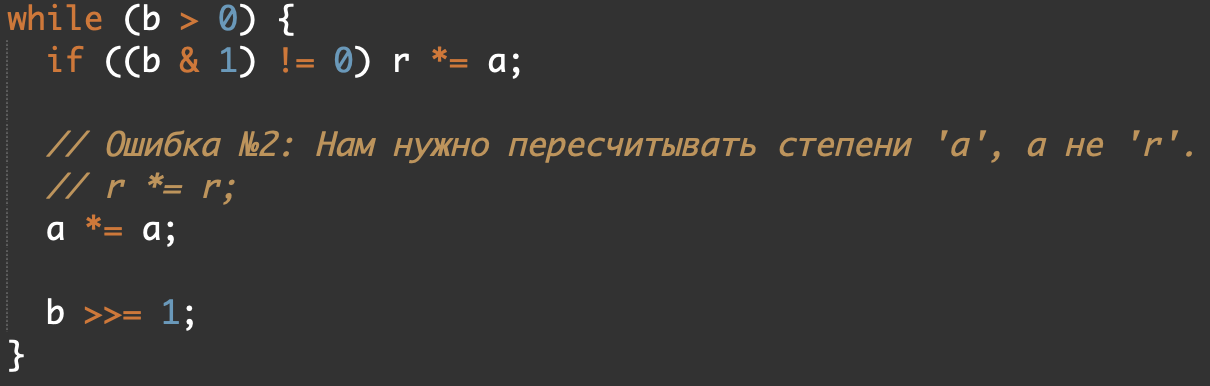 while (b > 0) {
if ((b & 1) != 0) r *= a;
// Ошибка №2: Нам нужно пересчитывать степени 'a', а не 'r'.
// r *= r;
a *= a;
b >>= 1;
}